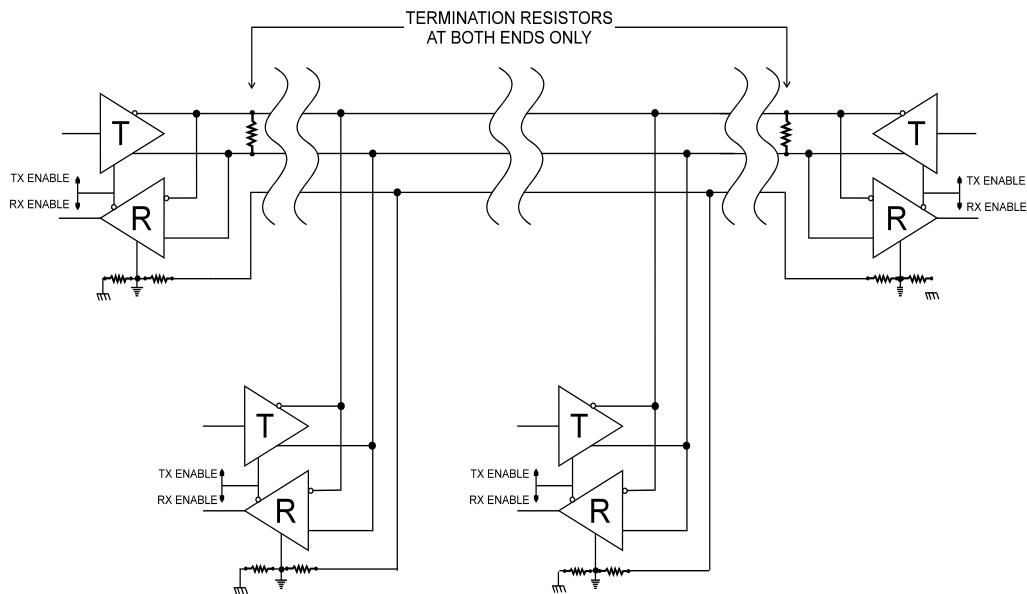 TERMINATION RESISTORS
AT BOTH ENDS ONLY
T
T
TX ENABLE
RX ENABLE
R
R
TX ENABLE
RX ENABLE
T
T
TX ENABLE
RX ENABLE
R
TX ENABLE
RX ENABLE
R